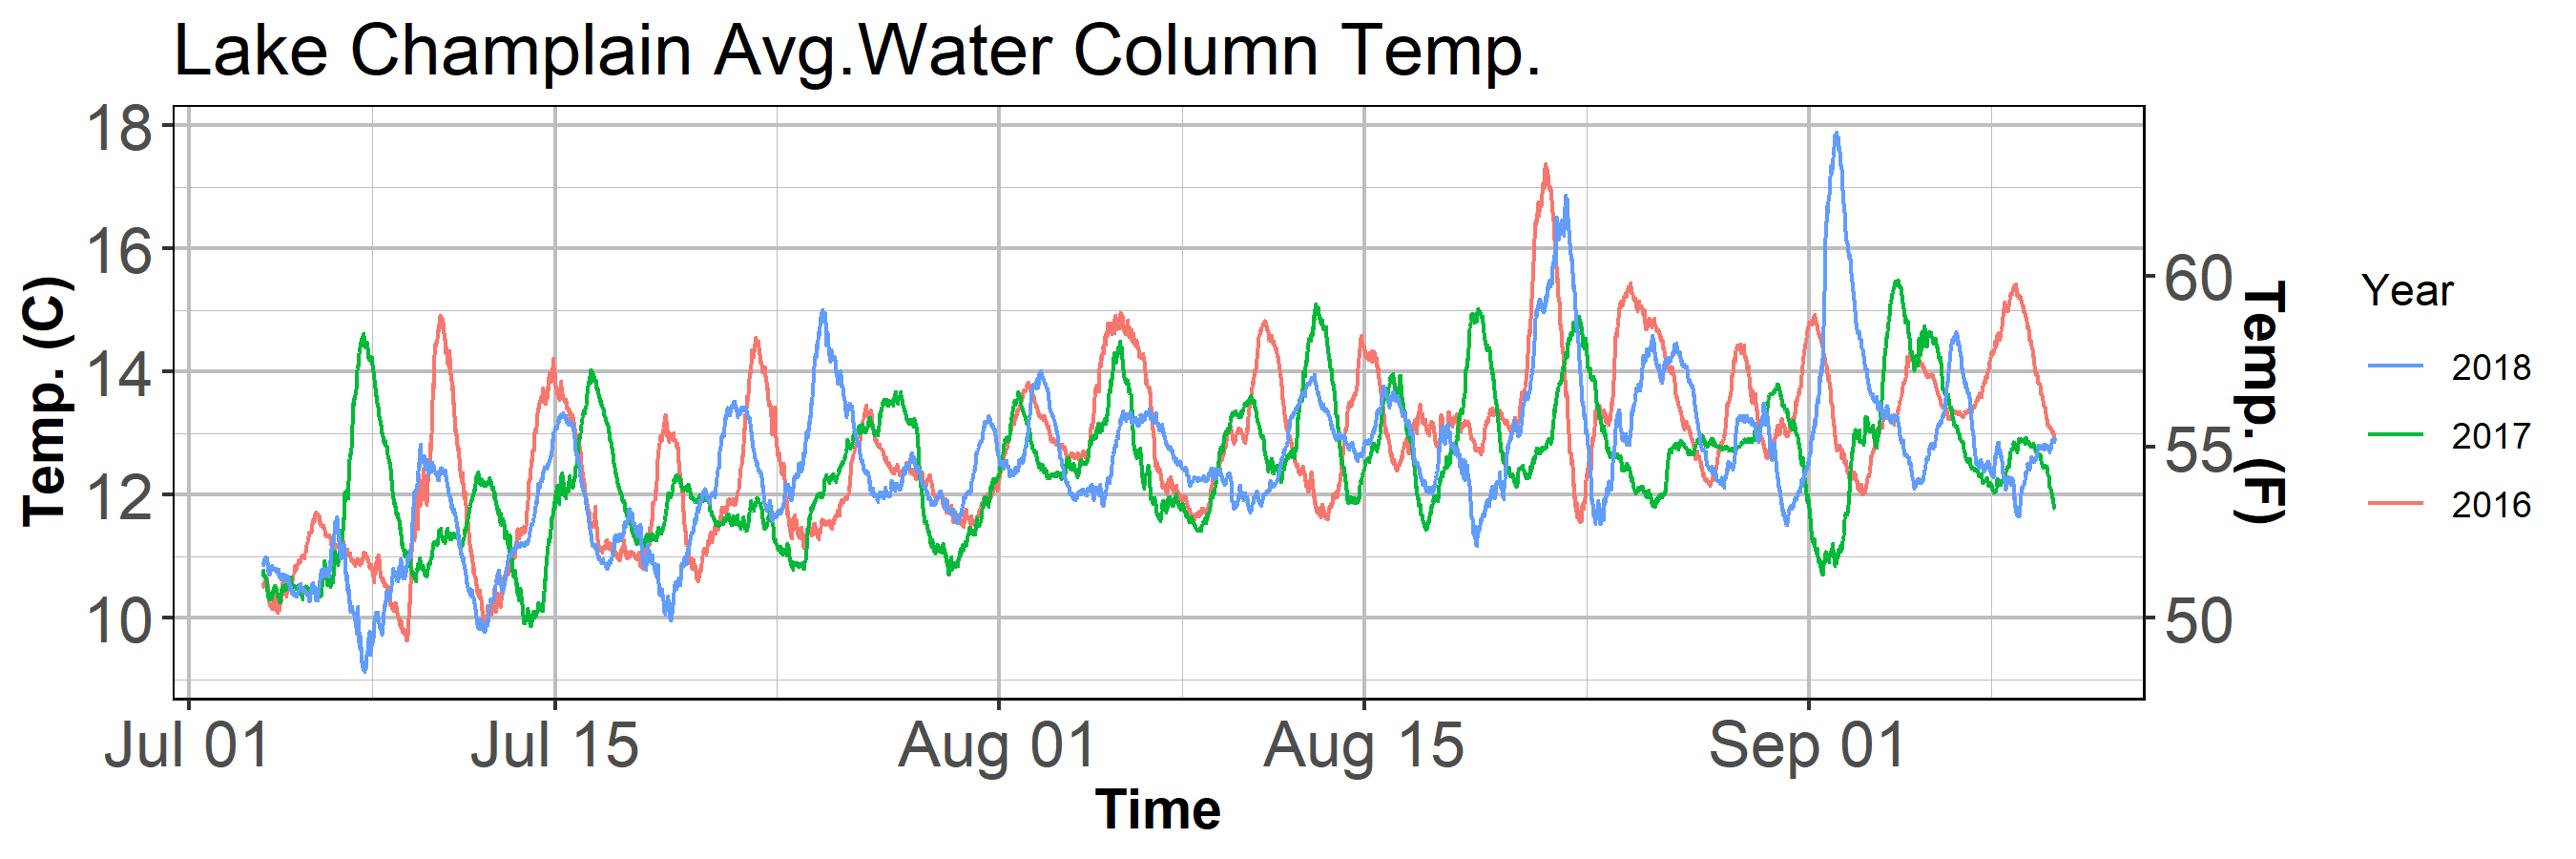 Lake Champlain Avg.Water Column Temp.
Temp. (C)
18
16
14
12
10
60
55
50
Temp. (F)
Jul 01
Jul 15
Aug 01
Aug 15
Sep 01
Time
Year
2018
2017
2016